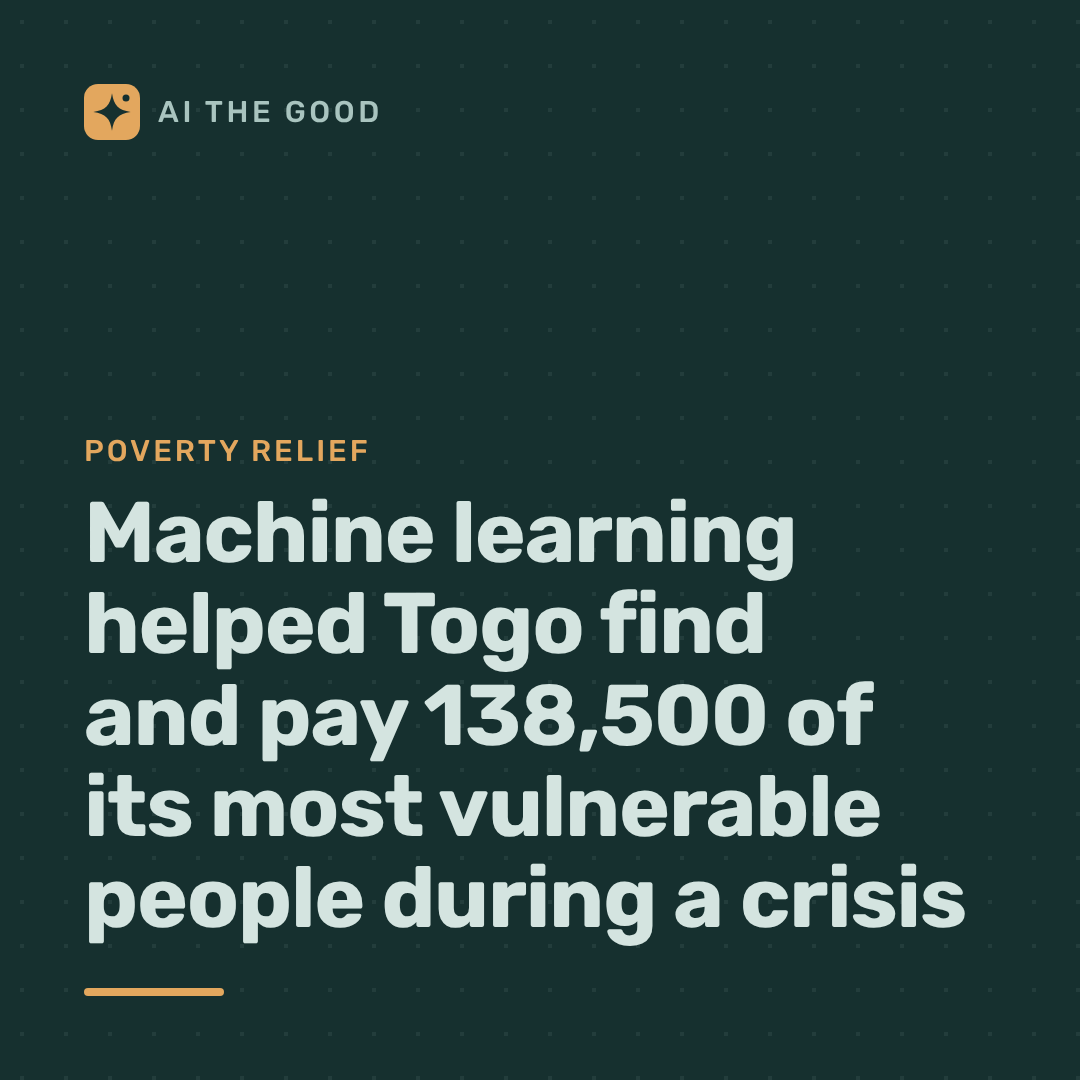 AI THE GOOD
POVERTY RELIEF
Machine learning
helped Togo find
and pay 138,500 of
its most vulnerable
people during a crisis